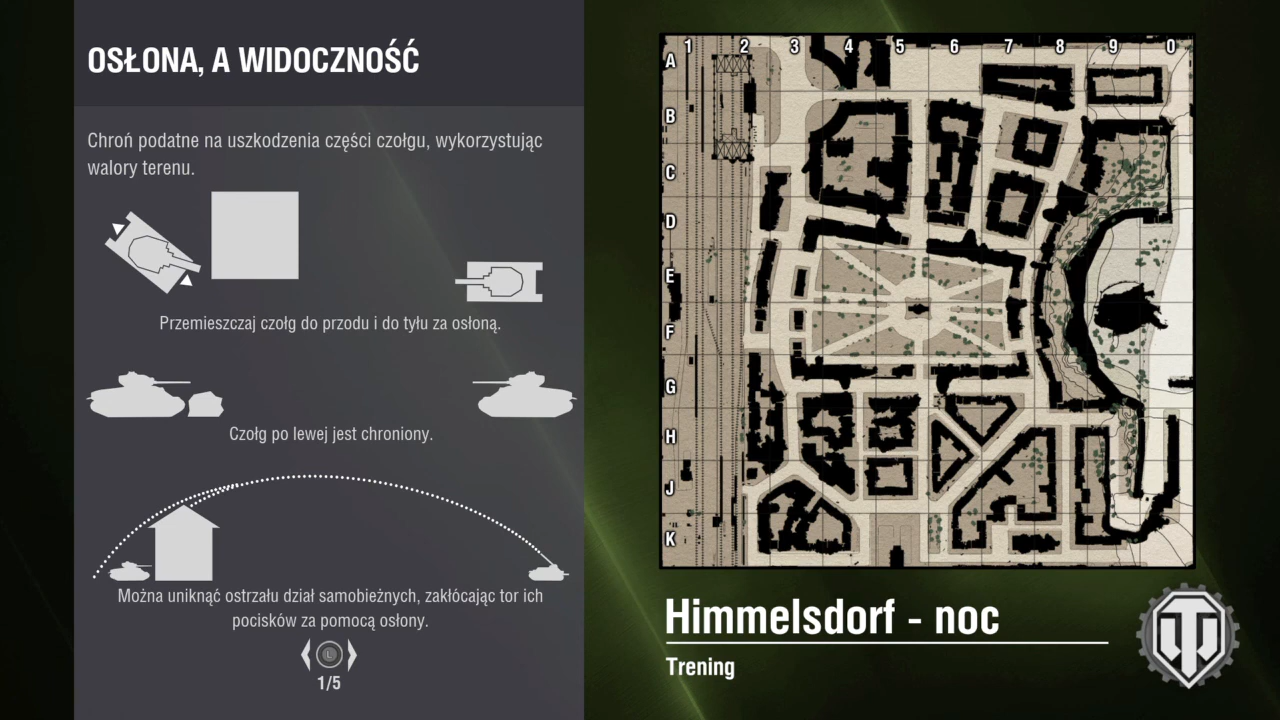 OSŁONA, A WIDOCZNOŚĆ
Chroń podatne na uszkodzenia części czołgu, wykorzystując
walory terenu.
Przemieszczaj czołg do przodu i do tyłu za osłoną.
Czołg po lewej jest chroniony.
Można uniknąć ostrzału dział samobieżnych, zakłócając tor ich
pocisków za pomocą osłony.
L
1/5
1 2 3 4 5 6 7 8 9 0
A
B
C
D
E
F
G
H
J
K
Himmelsdorf - noc
Trening